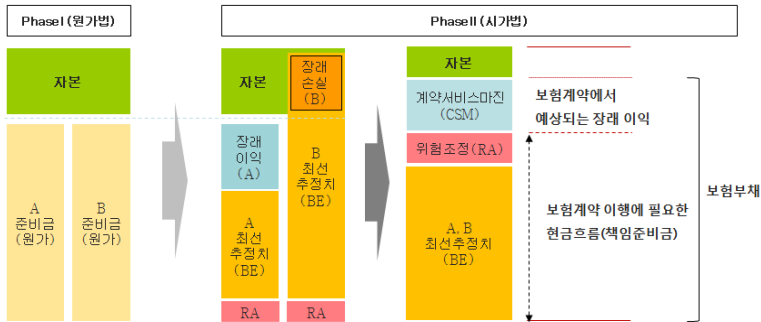 PhaseⅠ(원가법)
PhaseⅡ(시가법)
자본
A
준비금
(원가)
B
준비금
(원가)
자본
장래
손실
(B)
장래
이익
(A)
A
최선
추정치
(BE)
B
최선
추정치
(BE)
RA
RA
자본
계약서비스마진
(CSM)
위험조정(RA)
A, B
최선추정치
(BE)
보험계약에서
예상되는 장래 이익
보험계약 이행에 필요한
현금흐름(책임준비금)
보험부채